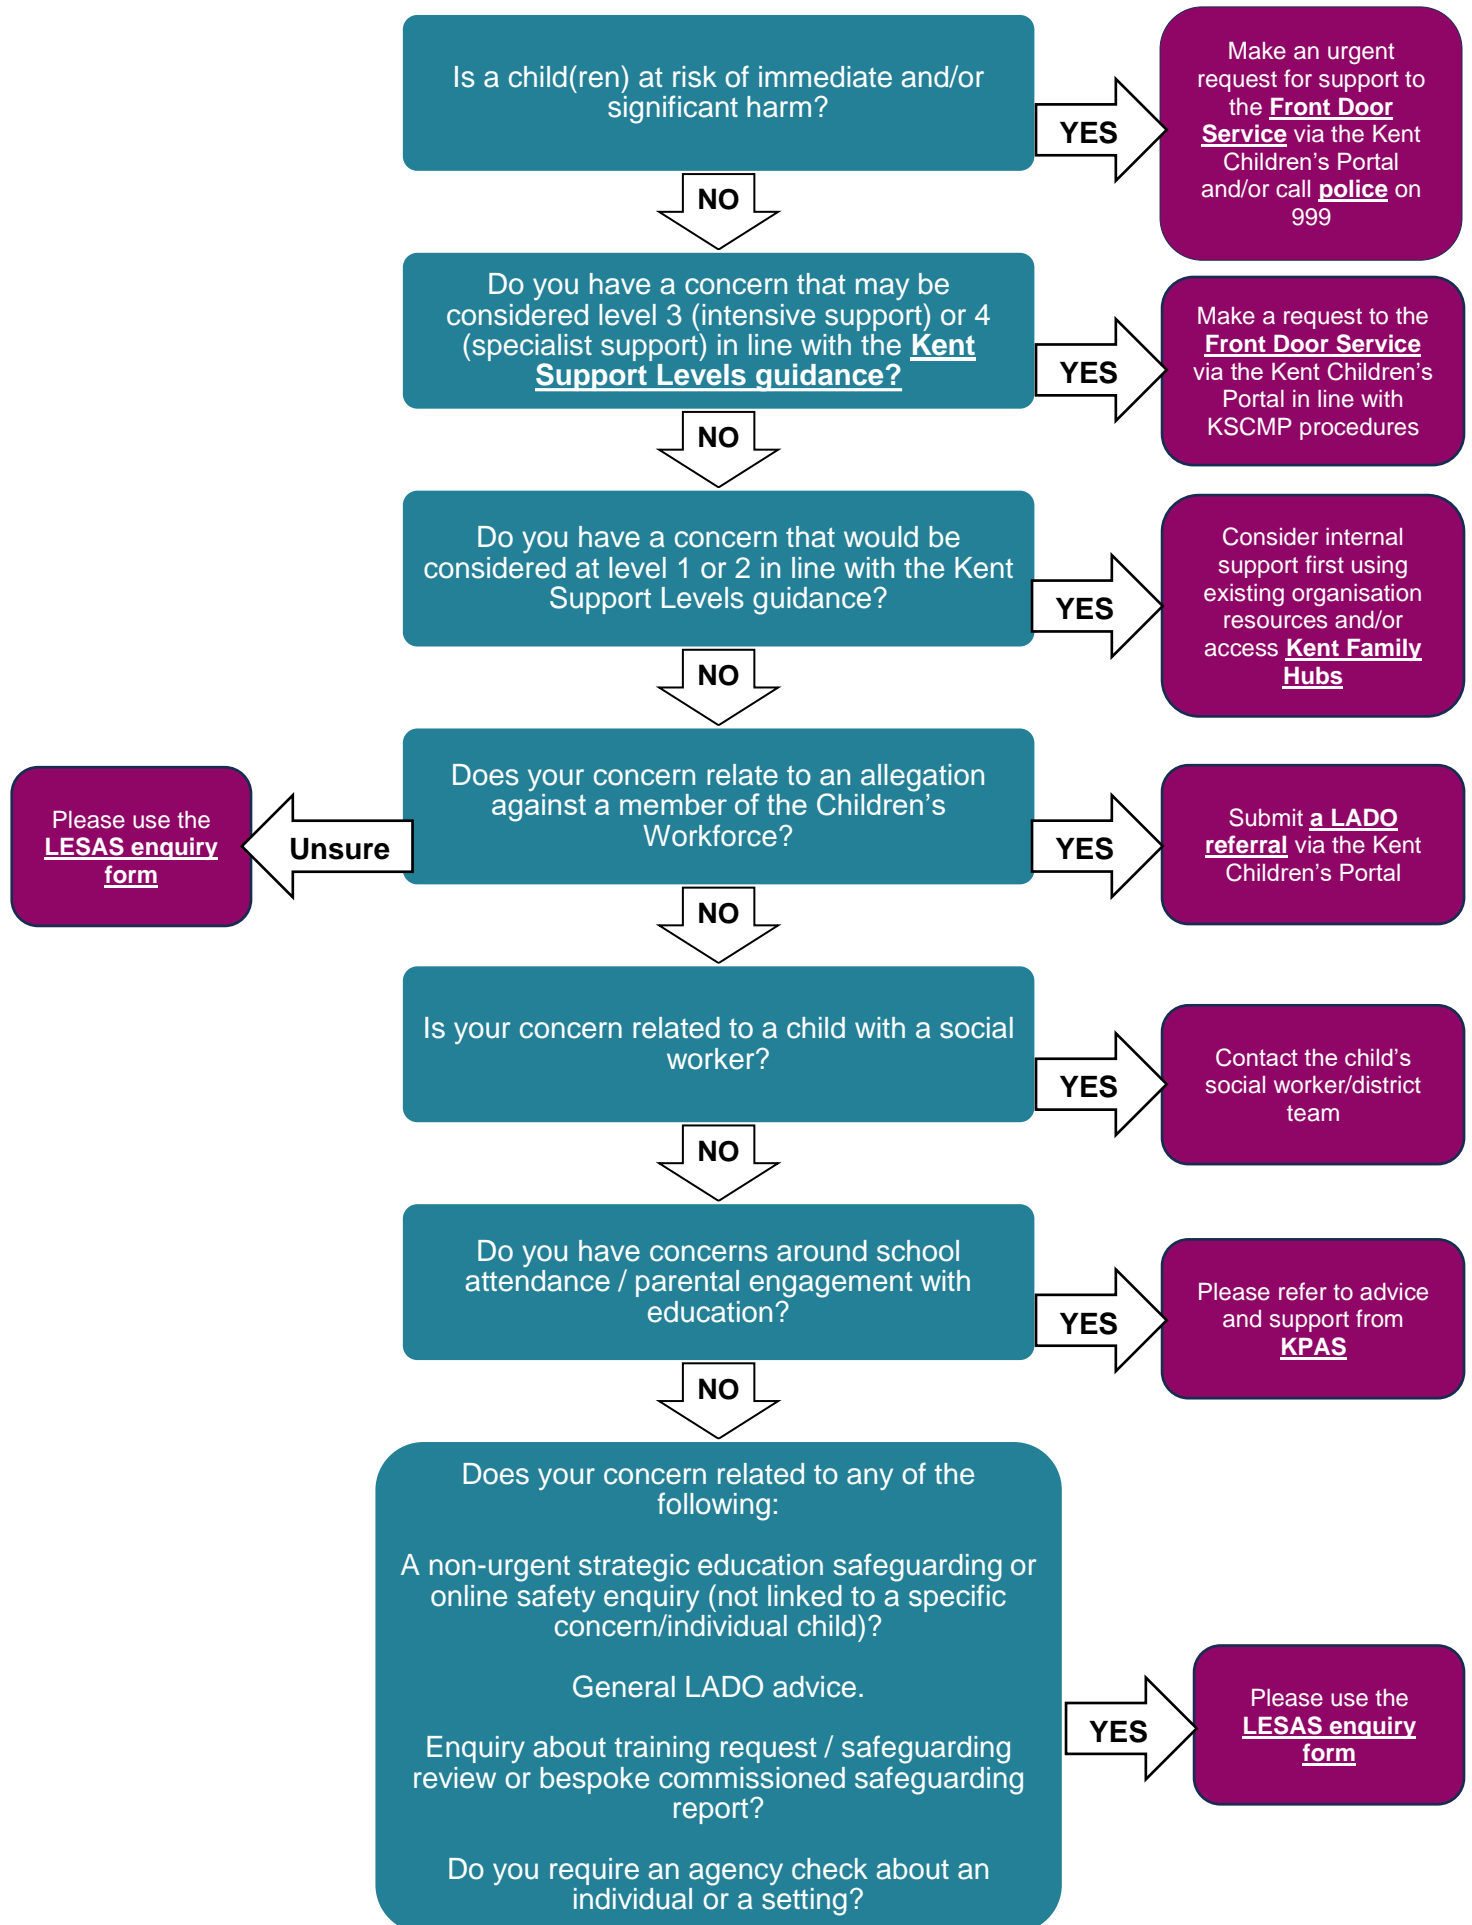 Is a child(ren) at risk of immediate and/or
significant harm?
YES
Make an urgent
request for support to
the Front Door
Service via the Kent
Children’s Portal
and/or call police on
999
NO
Do you have a concern that may be
considered level 3 (intensive support) or 4
(specialist support) in line with the Kent
Support Levels guidance?
YES
Make a request to the
Front Door Service
via the Kent Children’s
Portal in line with
KSCMP procedures
NO
Do you have a concern that would be
considered at level 1 or 2 in line with the Kent
Support Levels guidance?
YES
Consider internal
support first using
existing organisation
resources and/or
access Kent Family
Hubs
NO
Does your concern relate to an allegation
against a member of the Children’s
Workforce?
Unsure
Please use the
LESAS enquiry
form
YES
Submit a LADO
referral via the Kent
Children’s Portal
NO
Is your concern related to a child with a social
worker?
YES
Contact the child’s
social worker/district
team
NO
Do you have concerns around school
attendance / parental engagement with
education?
YES
Please refer to advice
and support from
KPAS
NO
Does your concern related to any of the
following:
A non-urgent strategic education safeguarding or
online safety enquiry (not linked to a specific
concern/individual child)?
General LADO advice.
Enquiry about training request / safeguarding
review or bespoke commissioned safeguarding
report?
Do you require an agency check about an
individual or a setting?
YES
Please use the
LESAS enquiry
form